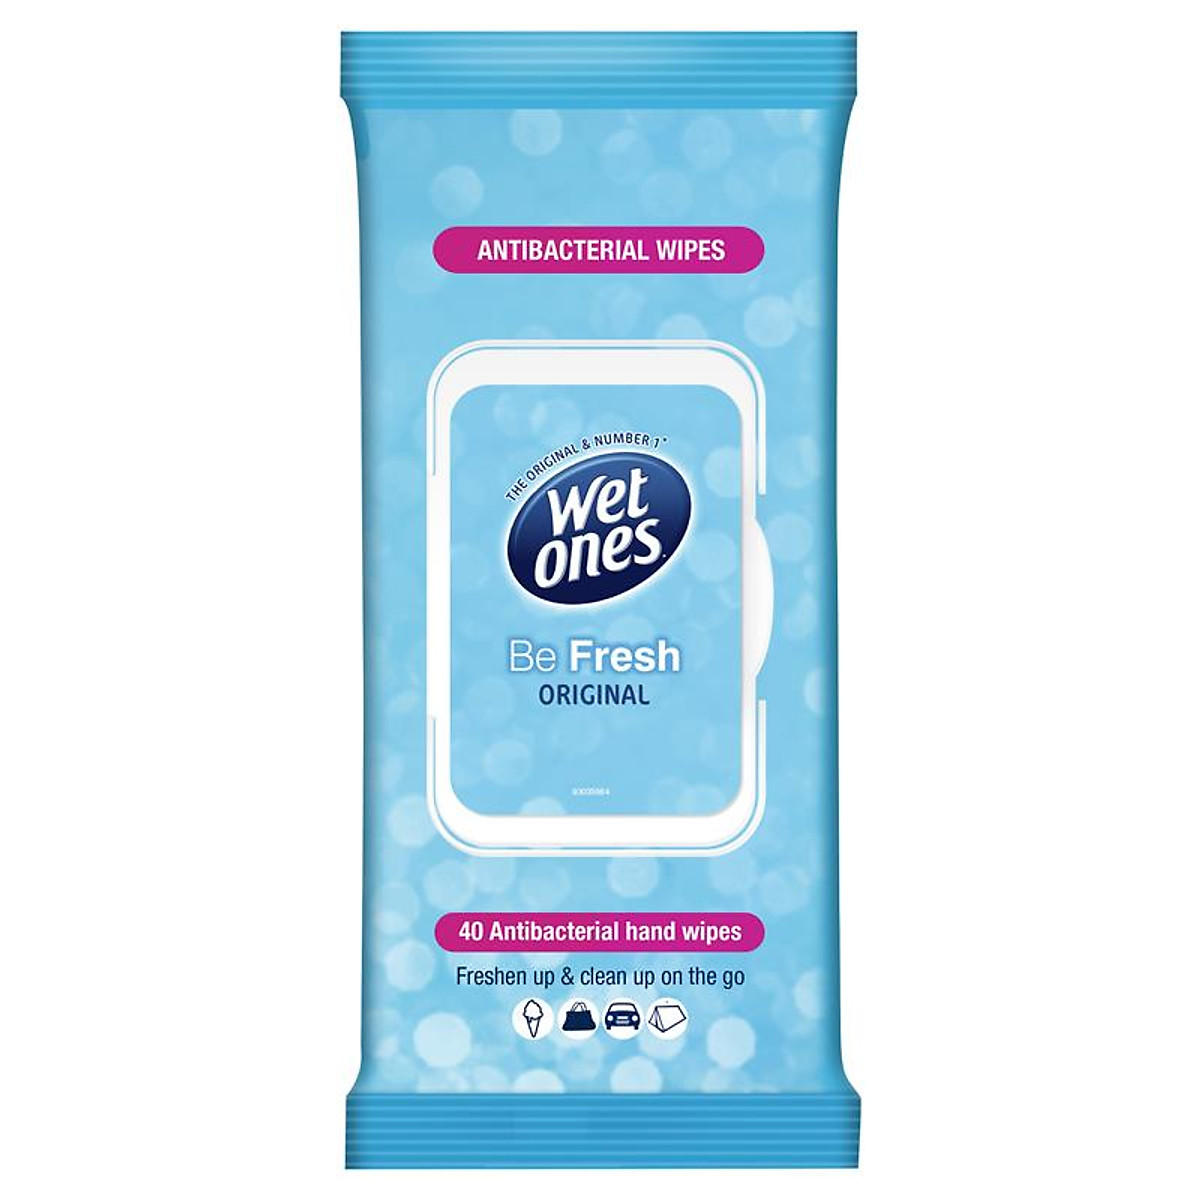 ANTIBACTERIAL WIPES
THE ORIGINAL & NUMBER 1*
Wet
ones
Be Fresh
ORIGINAL
40 Antibacterial hand wipes
Freshen up & clean up on the go